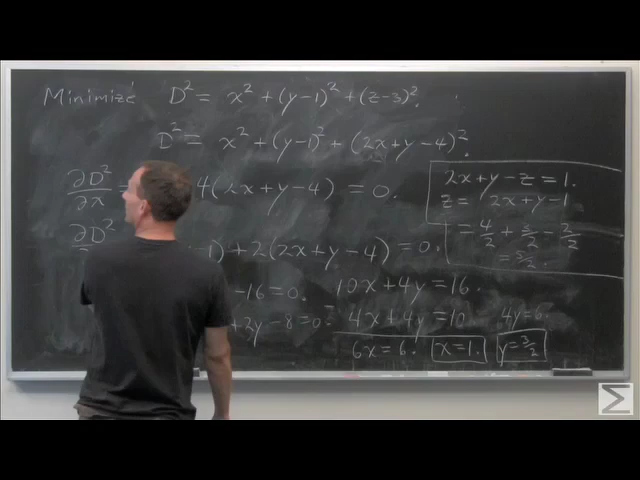 Minimize D² = x² + (y-1)² + (z-3)².
D² = x² + (y-1)² + (2x+y-4)².
∂D²/∂x = 4(2x+y-4) = 0.
∂D² -1) + 2(2x+y-4) = 0.
-16 = 0. 10x+4y = 16.
+2y -8 = 0. 4x+4y = 10 4y = 6.
6x = 6. x = 1. y = 3/2
2x+y-z = 1.
z = 2x+y-1
= 4/2 + 3/2 - 2/2
= 5/2.
Σ